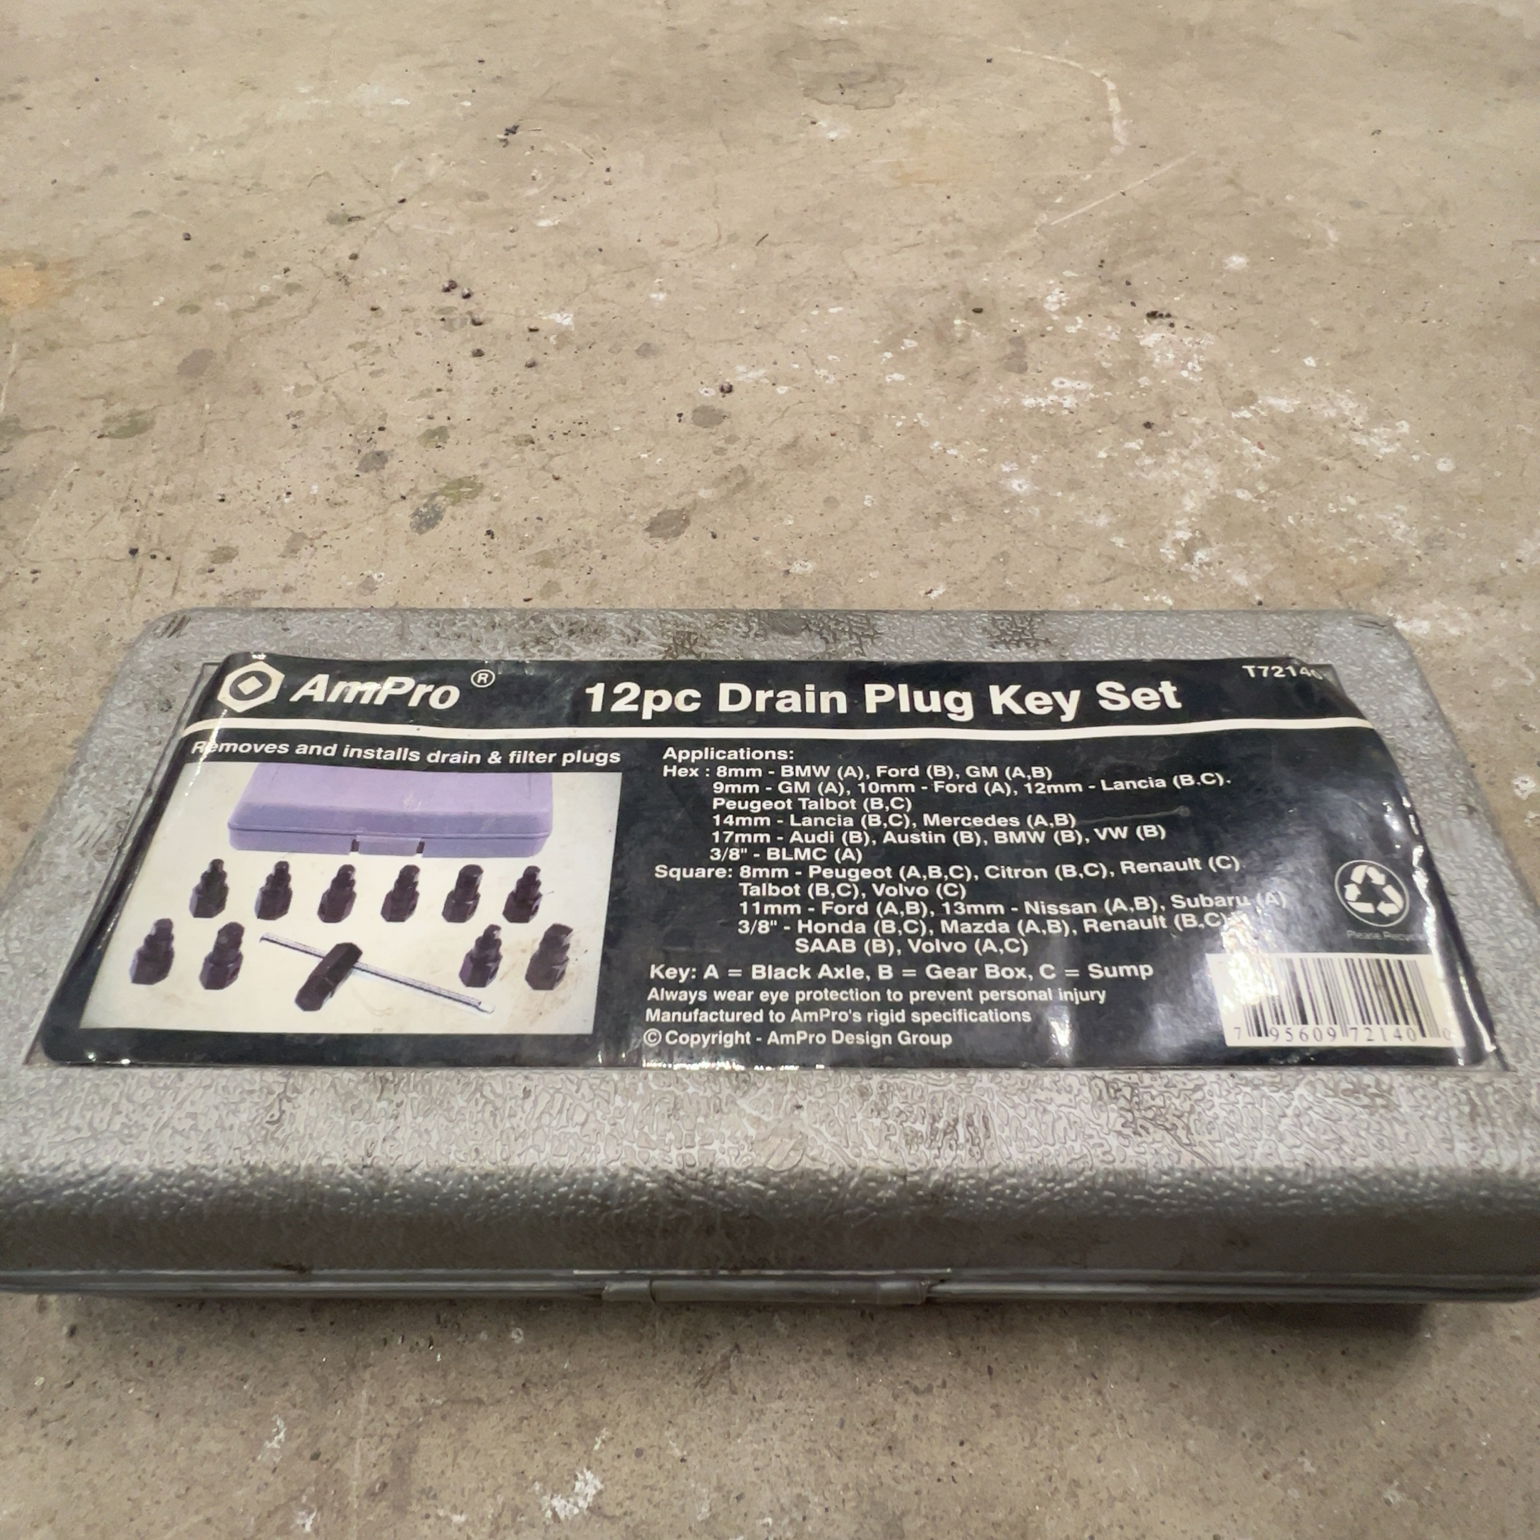 AmPro ®
12pc Drain Plug Key Set
Removes and installs drain & filter plugs
Applications:
Hex : 8mm - BMW (A), Ford (B), GM (A,B)
9mm - GM (A), 10mm - Ford (A), 12mm - Lancia (B,C).
Peugeot Talbot (B,C)
14mm - Lancia (B,C), Mercedes (A,B)
17mm - Audi (B), Austin (B), BMW (B), VW (B)
3/8" - BLMC (A)
Square: 8mm - Peugeot (A,B,C), Citron (B,C), Renault (C)
Talbot (B,C), Volvo (C)
11mm - Ford (A,B), 13mm - Nissan (A,B), Subaru (A)
3/8" - Honda (B,C), Mazda (A,B), Renault (B,C)
SAAB (B), Volvo (A,C)
Key: A = Black Axle, B = Gear Box, C = Sump
Always wear eye protection to prevent personal injury
Manufactured to AmPro's rigid specifications
© Copyright - AmPro Design Group
Please
7 95609 72140 0